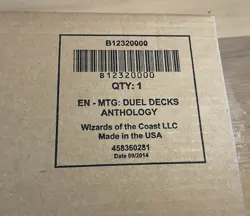 B12320000
B12320000
QTY: 1
EN - MTG: DUEL DECKS
ANTHOLOGY
Wizards of the Coast LLC
Made in the USA
458360281
Date 09/2014